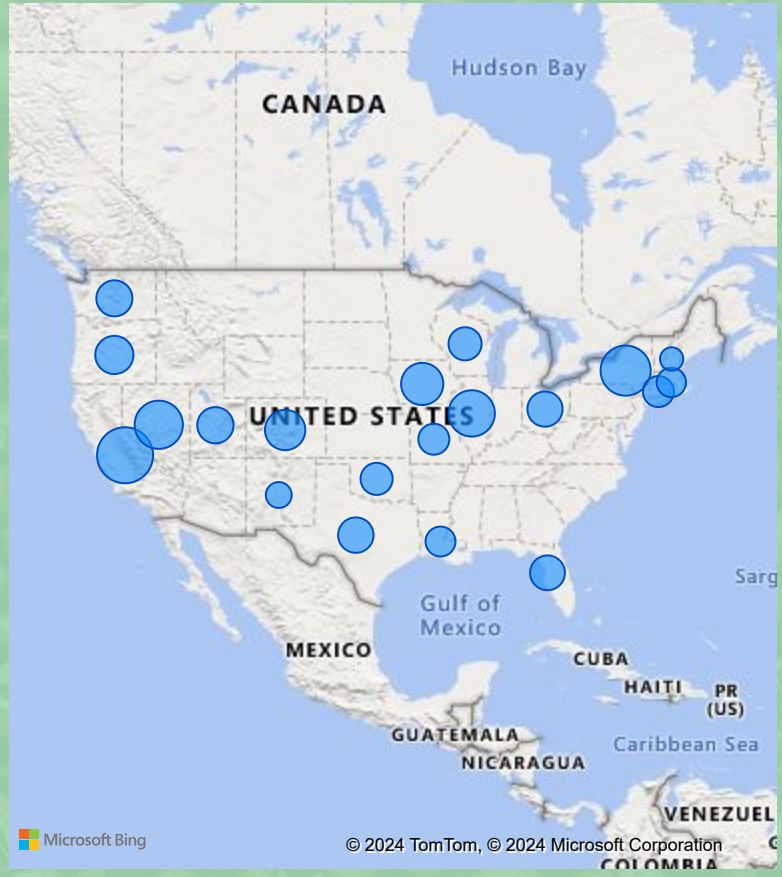 Hudson Bay
CANADA
UNITED STATES
Sarg
Gulf of
Mexico
MEXICO
CUBA
HAITI
PR
(US)
GUATEMALA
Caribbean Sea
NICARAGUA
VENEZUEL
Microsoft Bing
© 2024 TomTom, © 2024 Microsoft Corporation
COLOMBIA